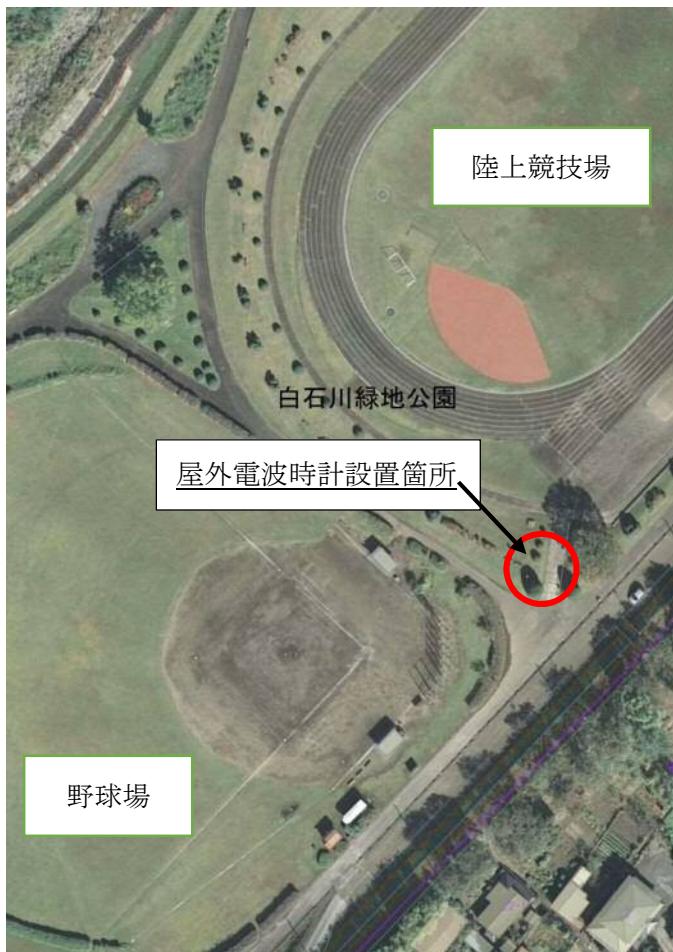 陸上競技場
白石川緑地公園
屋外電波時計設置箇所
野球場